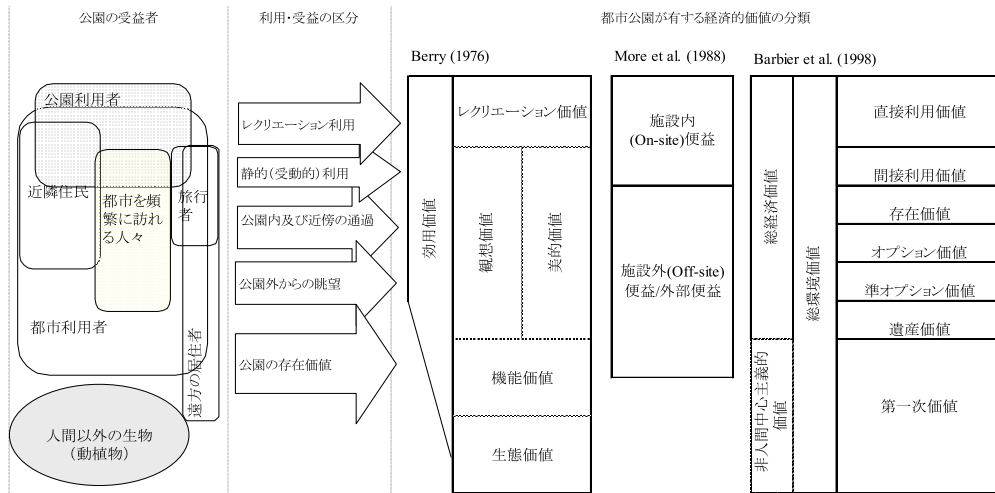 公園の受益者
利用・受益の区分
都市公園が有する経済的価値の分類
公園利用者
近隣住民
都市を頻
繁に訪れ
る人々
旅行
者
都市利用者
遠方の居住者
人間以外の生物
(動植物)
レクリエーション利用
静的(受動的)利用
公園内及び近傍の通過
公園外からの眺望
公園の存在価値
Berry (1976)
効用価値
レクリエーション価値
観想価値
美的価値
機能価値
生態価値
More et al. (1988)
施設内
(On-site)便益
施設外(Off-site)
便益/外部便益
Barbier et al. (1998)
総経済価値
非人間中心主義的
価値
総環境価値
直接利用価値
間接利用価値
存在価値
オプション価値
準オプション価値
遺産価値
第一次価値